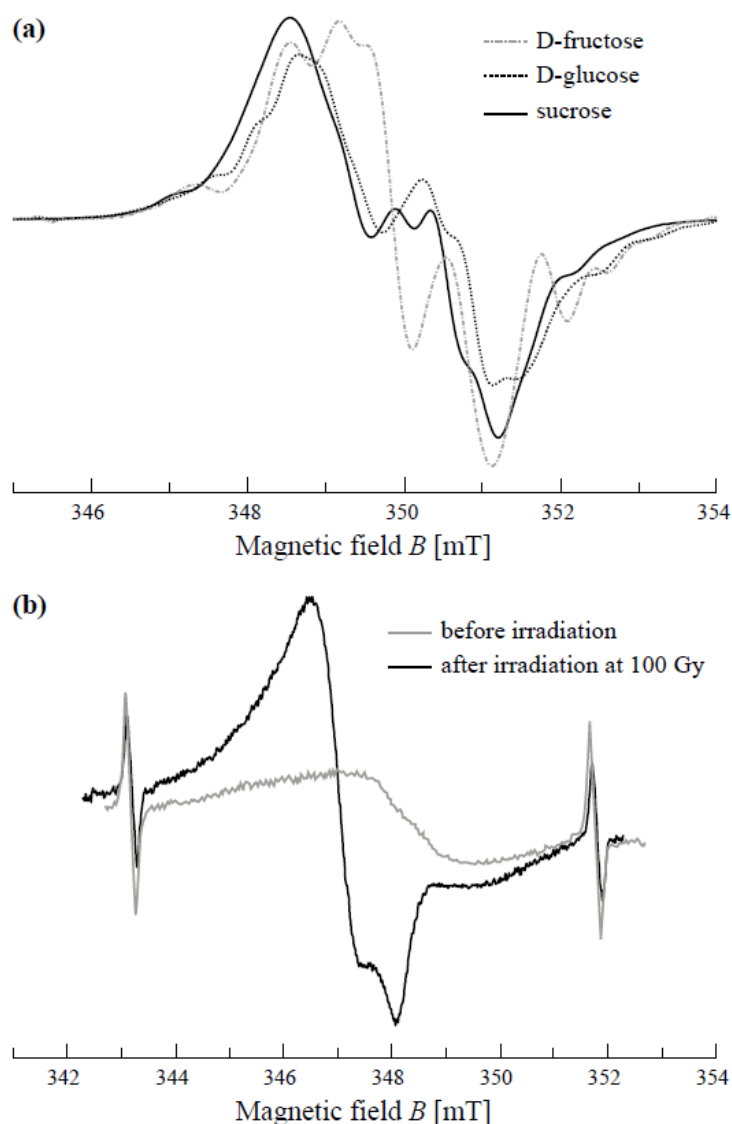 (a)
D-fructose
D-glucose
sucrose
346 348 350 352 354
Magnetic field B [mT]
(b)
before irradiation
after irradiation at 100 Gy
342 344 346 348 350 352 354
Magnetic field B [mT]